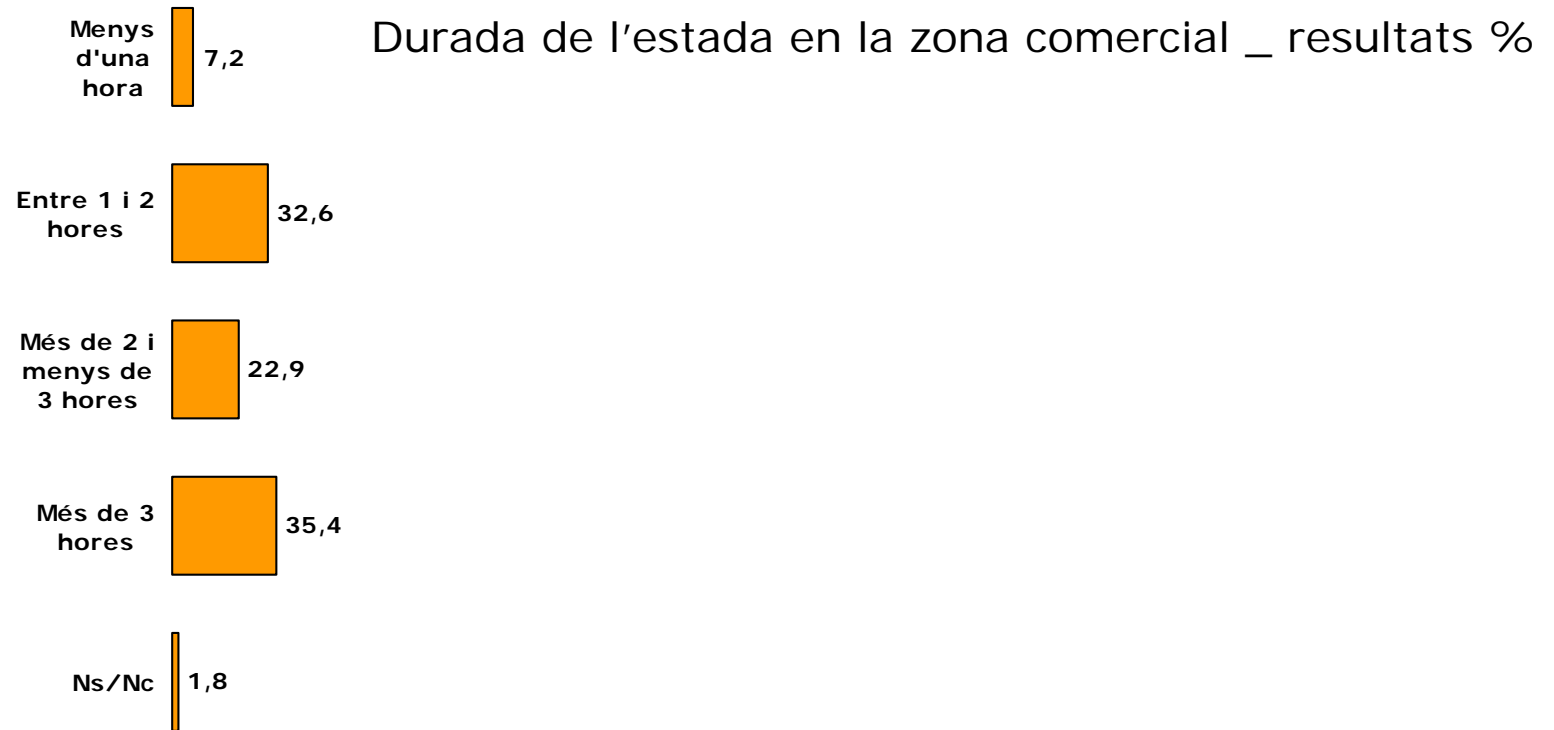 Durada de l’estada en la zona comercial _ resultats %
Menys
d'una
hora
7,2
Entre 1 i 2
hores
32,6
Més de 2 i
menys de
3 hores
22,9
Més de 3
hores
35,4
Ns/Nc
1,8